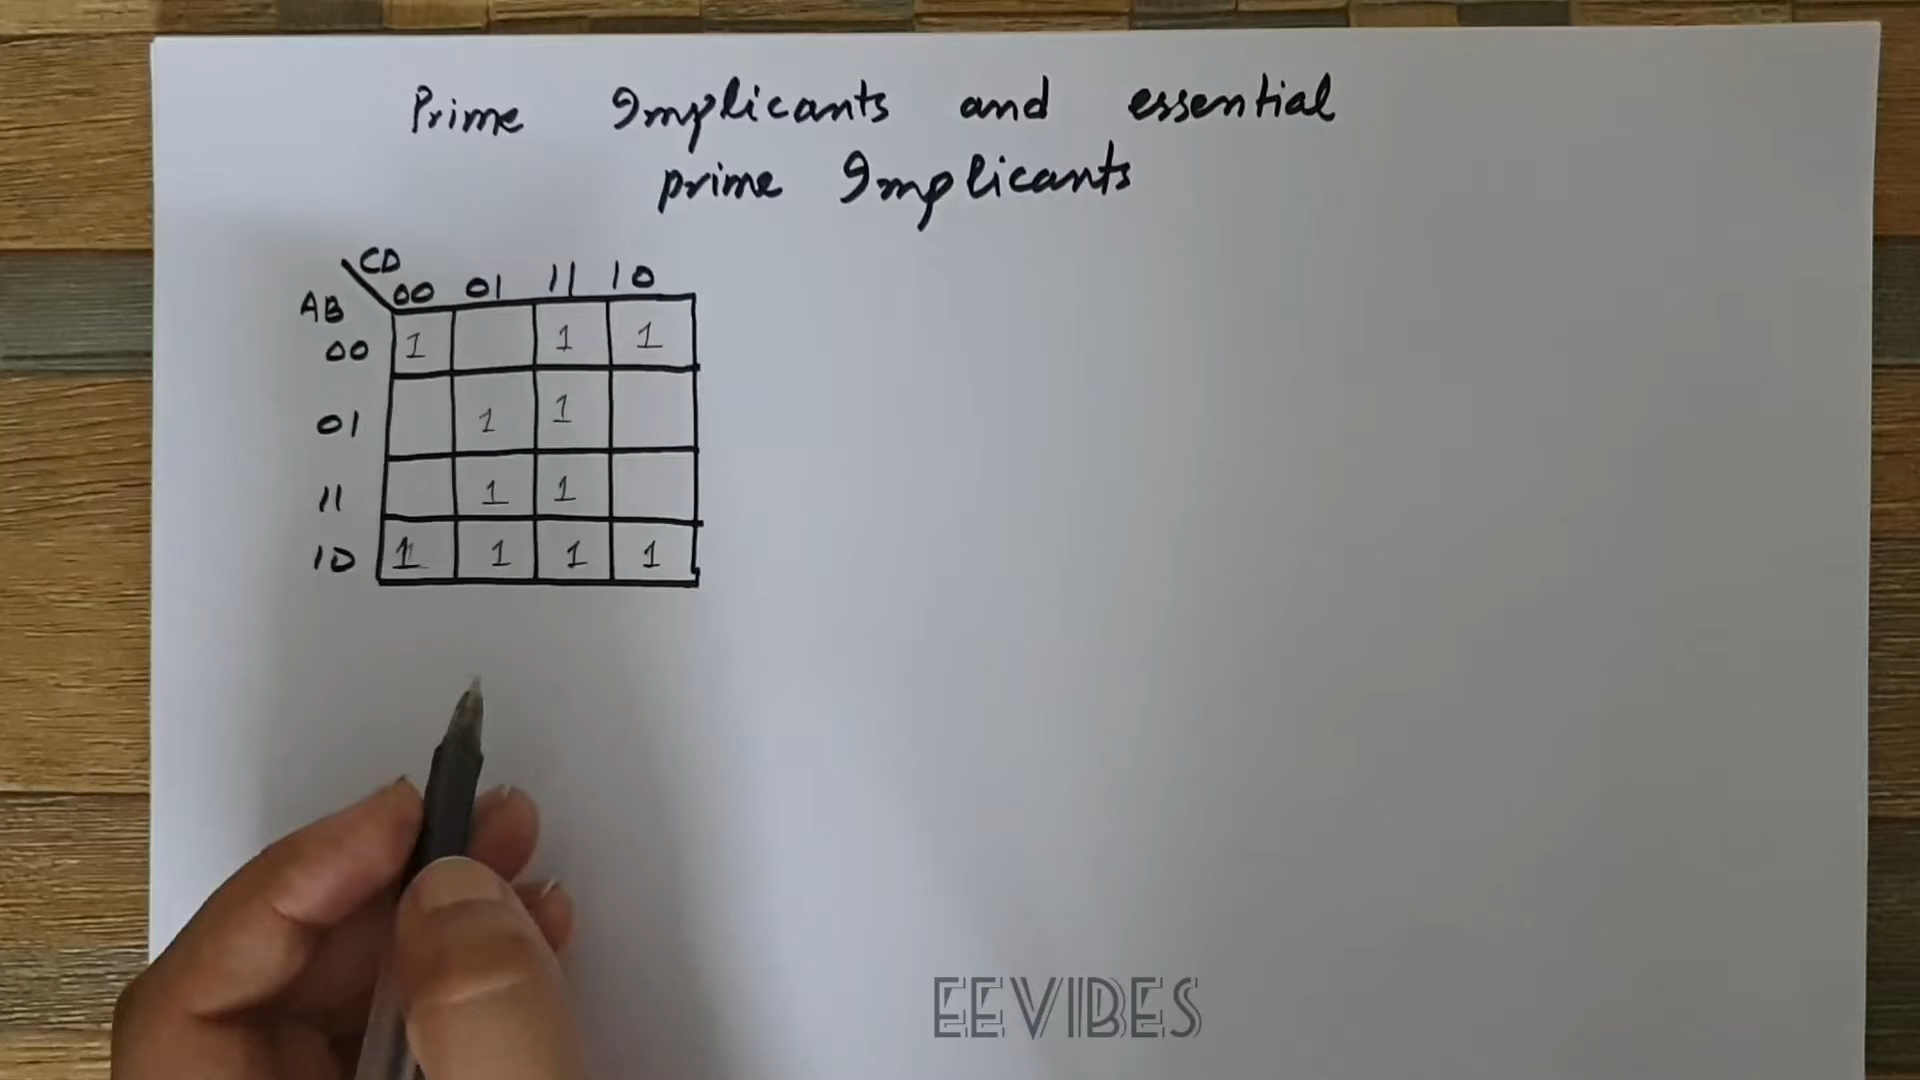 Prime Implicants and essential
prime Implicants
CD
AB
00 01 11 10
00 1 1 1
01 1 1
11 1 1
10 1 1 1 1
EEVIBES